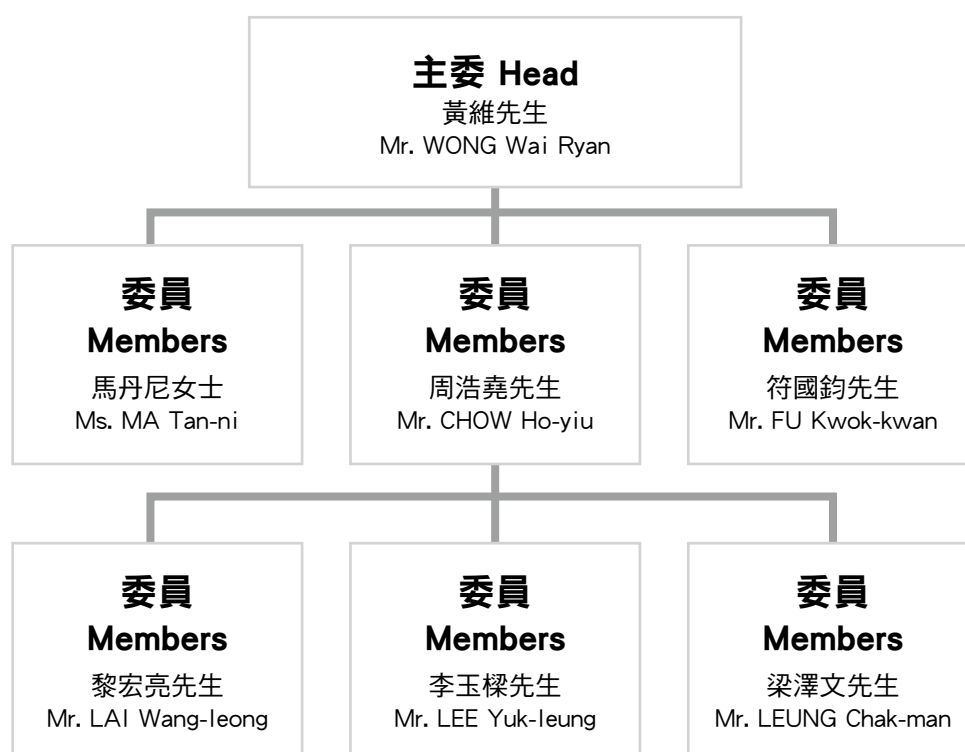 主委 Head
黃維先生
Mr. WONG Wai Ryan
委員
Members
馬丹尼女士
Ms. MA Tan-ni
委員
Members
周浩堯先生
Mr. CHOW Ho-yiu
委員
Members
符國鈞先生
Mr. FU Kwok-kwan
委員
Members
黎宏亮先生
Mr. LAI Wang-leong
委員
Members
李玉樑先生
Mr. LEE Yuk-leung
委員
Members
梁澤文先生
Mr. LEUNG Chak-man